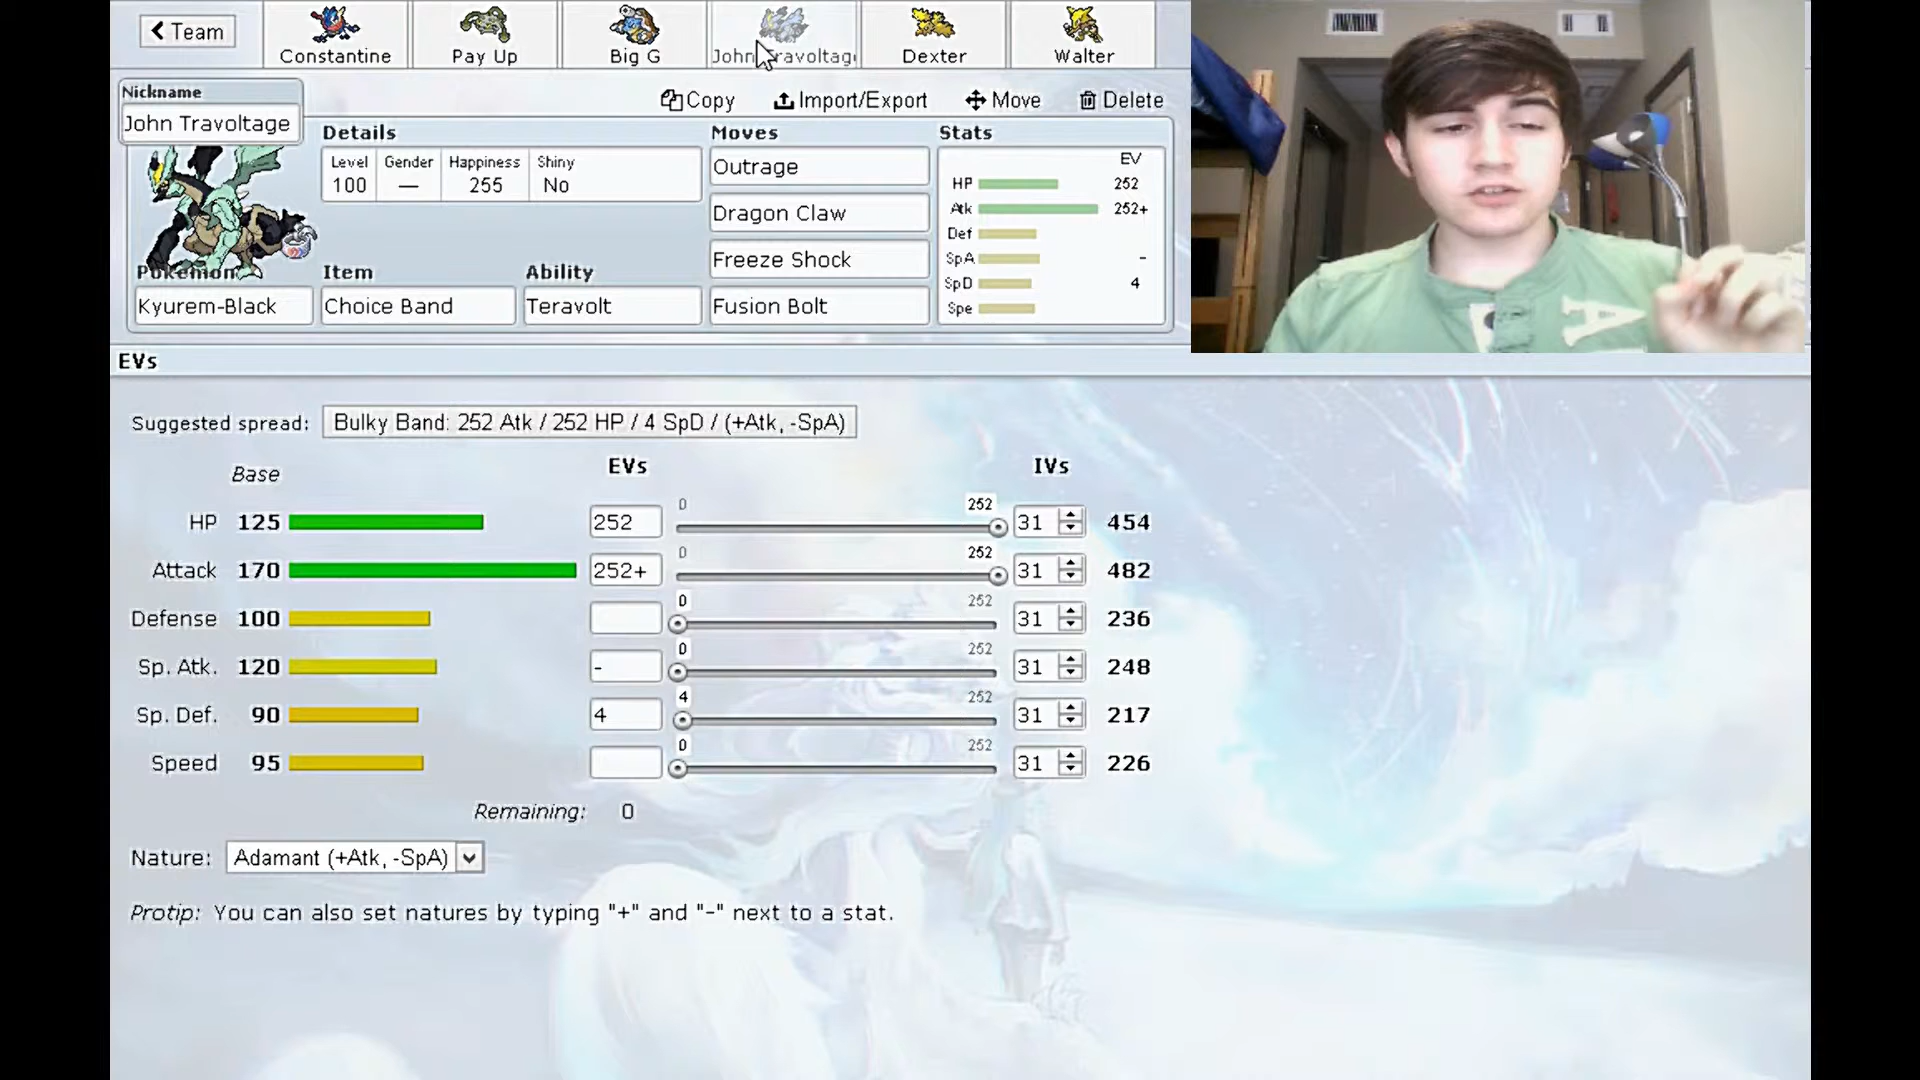 Team
Constantine
Pay Up
Big G
John Travoltag
Dexter
Walter
Nickname
John Travoltage
Copy
Import/Export
Move
Delete
Details
Moves
Stats
Level Gender Happiness Shiny
100 — 255 No
Outrage
Dragon Claw
Freeze Shock
Fusion Bolt
EV
HP 252
Atk 252+
Def
SpA -
SpD 4
Spe
Pokémon Item Ability
Kyurem-Black Choice Band Teravolt
EVs
Suggested spread: Bulky Band: 252 Atk / 252 HP / 4 SpD / (+Atk, -SpA)
Base EVs IVs
HP 125 252 0 252 31 454
Attack 170 252+ 0 252 31 482
Defense 100 0 252 31 236
Sp. Atk. 120 - 0 252 31 248
Sp. Def. 90 4 4 252 31 217
Speed 95 0 252 31 226
Remaining: 0
Nature: Adamant (+Atk, -SpA)
Protip: You can also set natures by typing "+" and "-" next to a stat.
A